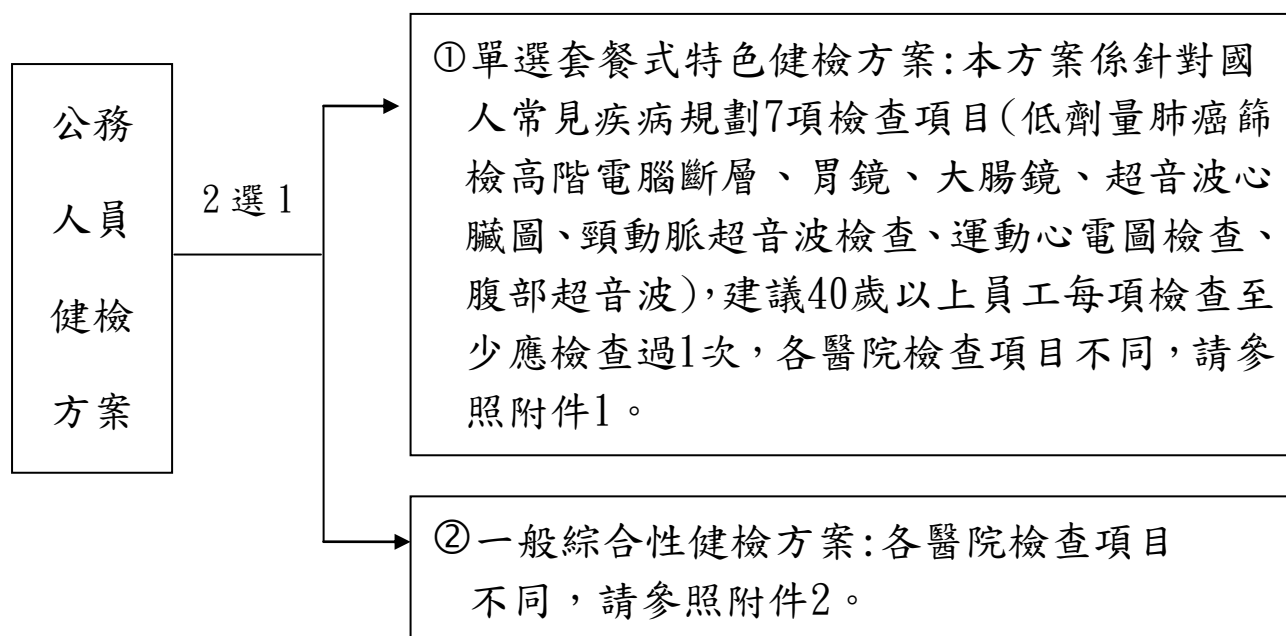 公務
人員
健檢
方案
2選1
①單選套餐式特色健檢方案:本方案係針對國
人常見疾病規劃7項檢查項目(低劑量肺癌篩
檢高階電腦斷層、胃鏡、大腸鏡、超音波心
臟圖、頸動脈超音波檢查、運動心電圖檢查、
腹部超音波),建議40歲以上員工每項檢查至
少應檢查過1次,各醫院檢查項目不同,請參
照附件1。
②一般綜合性健檢方案:各醫院檢查項目
不同,請參照附件2。